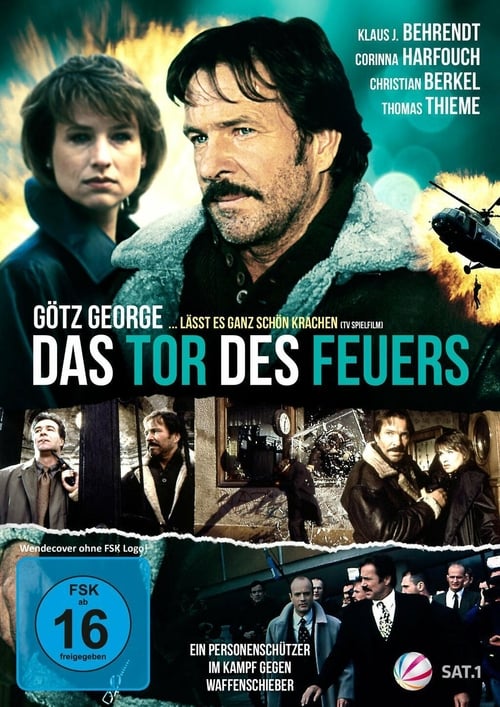 KLAUS J. BEHRENDT
CORINNA HARFOUCH
CHRISTIAN BERKEL
THOMAS THIEME
GÖTZ GEORGE ... LÄSST ES GANZ SCHÖN KRACHEN (TV SPIELFILM)
DAS TOR DES FEUERS
Wendecover ohne FSK Logo!
FSK
ab
16
freigegeben
EIN PERSONENSCHÜTZER
IM KAMPF GEGEN
WAFFENSCHIEBER
SAT.1